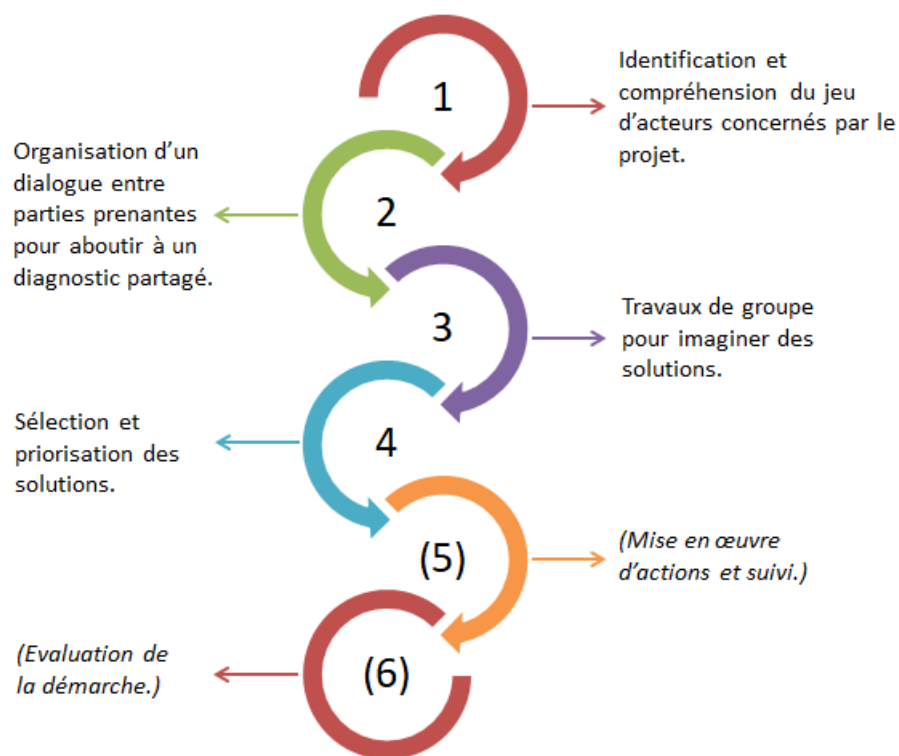 1
Identification et
compréhension du jeu
d'acteurs concernés par le
projet.
Organisation d'un
dialogue entre
parties prenantes
pour aboutir à un
diagnostic partagé.
2
3
Travaux de groupe
pour imaginer des
solutions.
Sélection et
priorisation des
solutions.
4
(5)
(Mise en œuvre
d'actions et suivi.)
(Evaluation de
la démarche.)
(6)